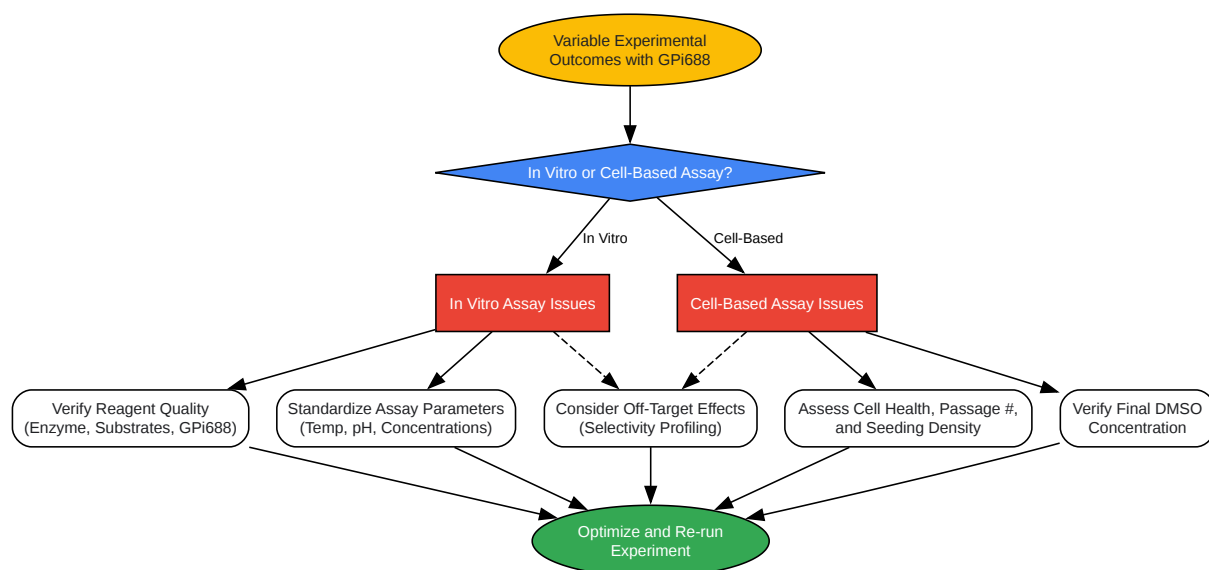 Variable Experimental
Outcomes with GPi688
In Vitro or Cell-Based Assay?
In Vitro
Cell-Based
In Vitro Assay Issues
Cell-Based Assay Issues
Verify Reagent Quality
(Enzyme, Substrates, GPi688)
Standardize Assay Parameters
(Temp, pH, Concentrations)
Consider Off-Target Effects
(Selectivity Profiling)
Assess Cell Health, Passage #,
and Seeding Density
Verify Final DMSO
Concentration
Optimize and Re-run
Experiment